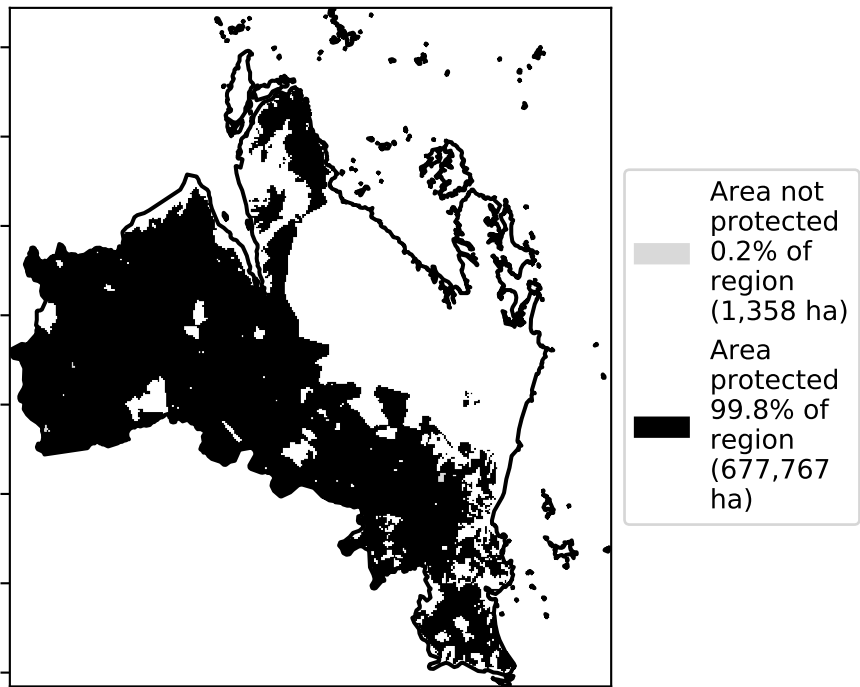 Area not
protected
0.2% of
region
(1,358 ha)
Area
protected
99.8% of
region
(677,767
ha)